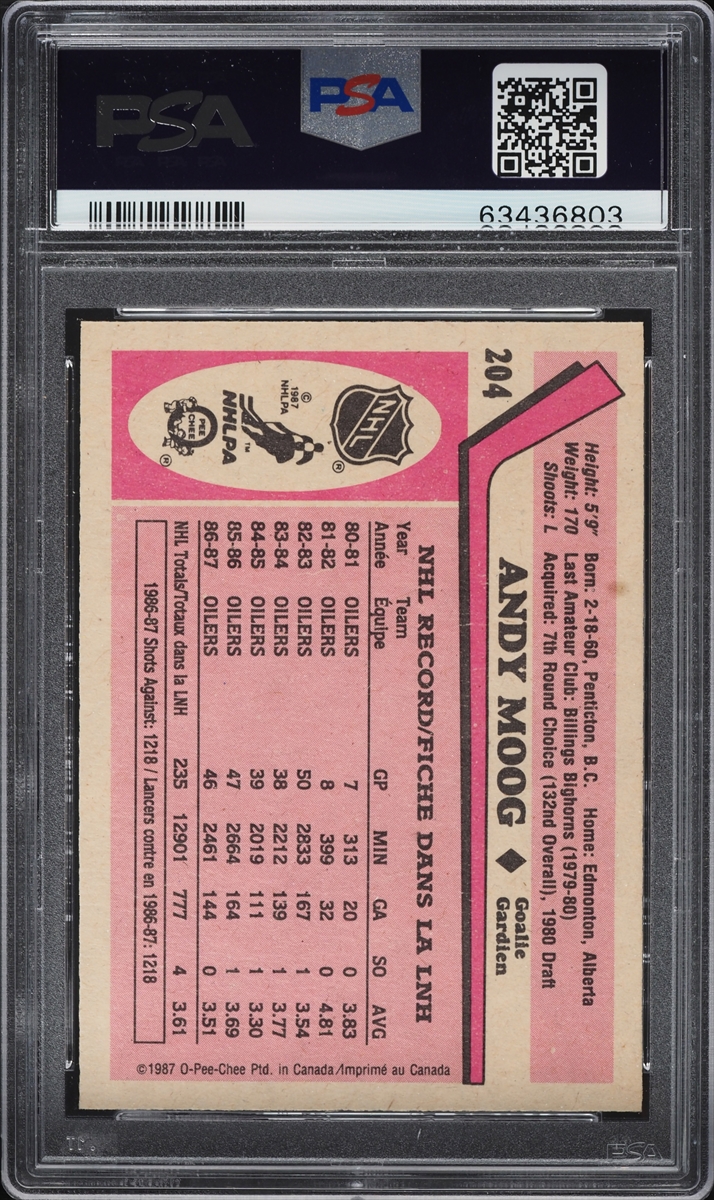 PSA
PSA
63436803
204
Height: 5'9" Born: 2-18-60, Penticton, B.C. Home: Edmonton, Alberta
Weight: 170 Last Amateur Club: Billings Bighorns (1979-80)
Shoots: L Acquired: 7th Round Choice (132nd Overall), 1980 Draft
ANDY MOOG ◆ Goalie
Gardien
NHL
®
© 1987 NHLPA
NHLPA ™
O PEE CHEE
®
NHL RECORD/FICHE DANS LA LNH
Year Team GP MIN GA SO AVG
Année Équipe
80-81 OILERS 7 313 20 0 3.83
81-82 OILERS 8 399 32 0 4.81
82-83 OILERS 50 2833 167 1 3.54
83-84 OILERS 38 2212 139 1 3.77
84-85 OILERS 39 2019 111 1 3.30
85-86 OILERS 47 2664 164 1 3.69
86-87 OILERS 46 2461 144 0 3.51
NHL Totals/Totaux dans la LNH 235 12901 777 4 3.61
1986-87 Shots Against: 1218 / Lancers contre en 1986-87: 1218
©1987 O-Pee-Chee Ptd. in Canada/Imprimé au Canada
PSA